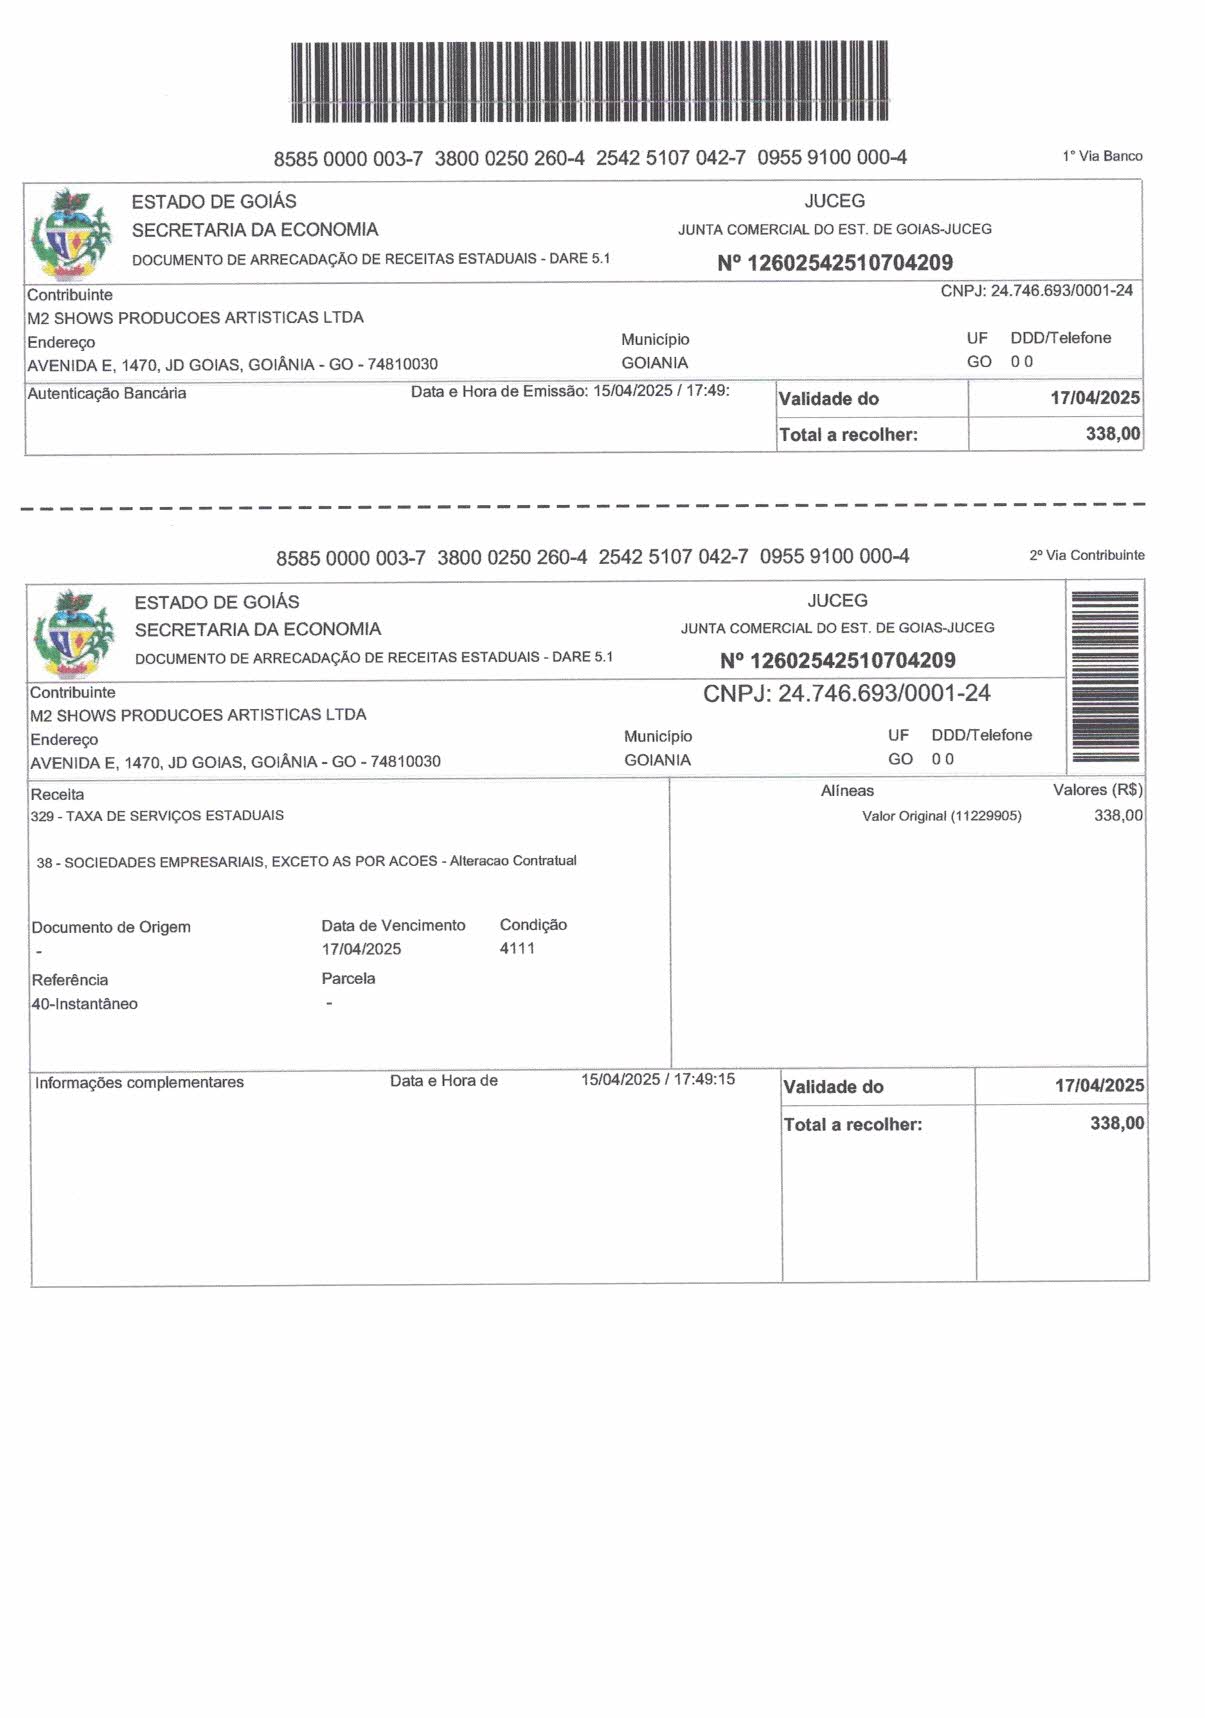 8585 0000 003-7 3800 0250 260-4 2542 5107 042-7 0955 9100 000-4
1° Via Banco
ESTADO DE GOIÁS
SECRETARIA DA ECONOMIA
DOCUMENTO DE ARRECADAÇÃO DE RECEITAS ESTADUAIS - DARE 5.1
JUCEG
JUNTA COMERCIAL DO EST. DE GOIAS-JUCEG
Nº 12602542510704209
Contribuinte
CNPJ: 24.746.693/0001-24
M2 SHOWS PRODUCOES ARTISTICAS LTDA
Endereço Município UF DDD/Telefone
AVENIDA E, 1470, JD GOIAS, GOIÂNIA - GO - 74810030 GOIANIA GO 0 0
Autenticação Bancária Data e Hora de Emissão: 15/04/2025 / 17:49:
Validade do 17/04/2025
Total a recolher: 338,00
8585 0000 003-7 3800 0250 260-4 2542 5107 042-7 0955 9100 000-4
2º Via Contribuinte
ESTADO DE GOIÁS
SECRETARIA DA ECONOMIA
DOCUMENTO DE ARRECADAÇÃO DE RECEITAS ESTADUAIS - DARE 5.1
JUCEG
JUNTA COMERCIAL DO EST. DE GOIAS-JUCEG
Nº 12602542510704209
Contribuinte
CNPJ: 24.746.693/0001-24
M2 SHOWS PRODUCOES ARTISTICAS LTDA
Endereço Município UF DDD/Telefone
AVENIDA E, 1470, JD GOIAS, GOIÂNIA - GO - 74810030 GOIANIA GO 0 0
Receita Alíneas Valores (R$)
329 - TAXA DE SERVIÇOS ESTADUAIS Valor Original (11229905) 338,00
38 - SOCIEDADES EMPRESARIAIS, EXCETO AS POR ACOES - Alteracao Contratual
Documento de Origem Data de Vencimento Condição
- 17/04/2025 4111
Referência Parcela
40-Instantâneo -
Informações complementares Data e Hora de 15/04/2025 / 17:49:15
Validade do 17/04/2025
Total a recolher: 338,00